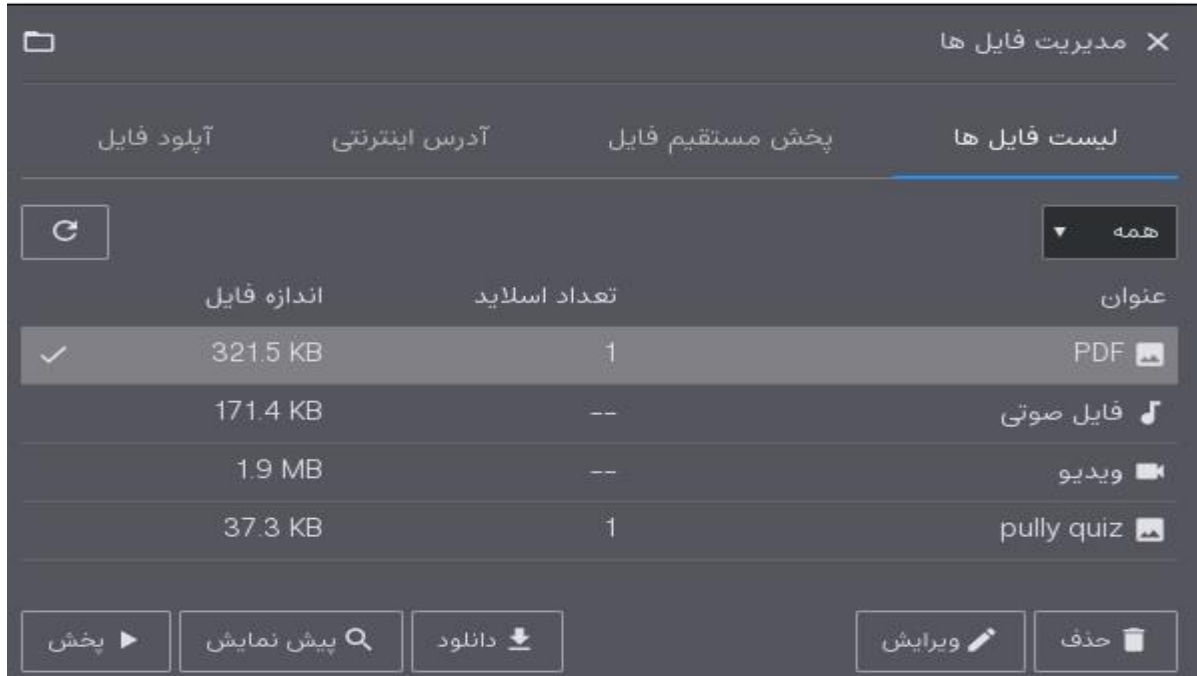 مدیریت فایل ها
لیست فایل ها پخش مستقیم فایل آدرس اینترنتی آپلود فایل
همه
عنوان تعداد اسلاید اندازه فایل
PDF 1 321.5 KB
فایل صوتی -- 171.4 KB
ویدیو -- 1.9 MB
pully quiz 1 37.3 KB
حذف ویرایش دانلود پیش نمایش پخش